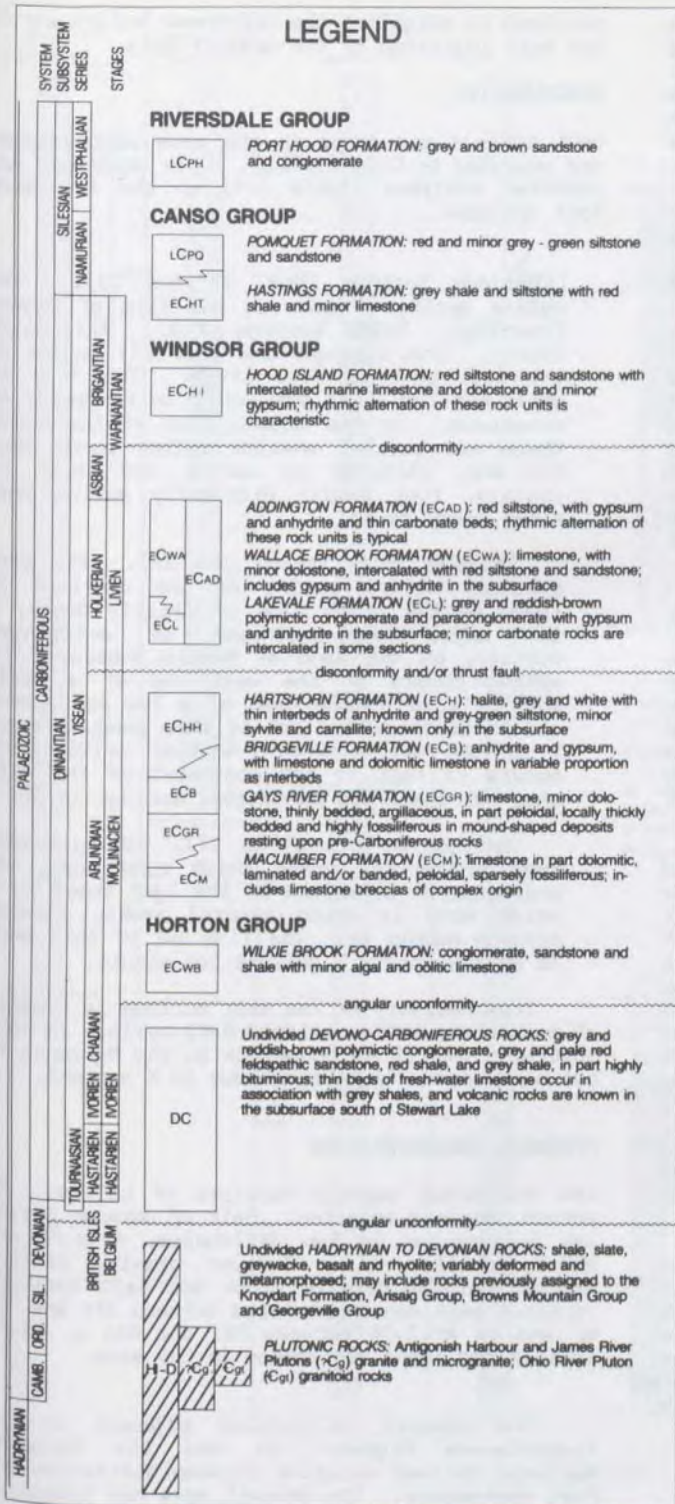 LEGEND
SYSTEM
SUBSYSTEM
SERIES
STAGES
RIVERSDALE GROUP
LCPH
PORT HOOD FORMATION: grey and brown sandstone
and conglomerate
CANSO GROUP
LCPQ
POMQUET FORMATION: red and minor grey - green siltstone
and sandstone
ECHT
HASTINGS FORMATION: grey shale and siltstone with red
shale and minor limestone
WINDSOR GROUP
ECHI
HOOD ISLAND FORMATION: red siltstone and sandstone with
intercalated marine limestone and dolostone and minor
gypsum; rhythmic alternation of these rock units is
characteristic
disconformity
ECWA
ECAD
ECL
ADDINGTON FORMATION (ECAD): red siltstone, with gypsum
and anhydrite and thin carbonate beds; rhythmic alternation of
these rock units is typical
WALLACE BROOK FORMATION (ECWA): limestone, with
minor dolostone, intercalated with red siltstone and sandstone;
includes gypsum and anhydrite in the subsurface
LAKEVALE FORMATION (ECL): grey and reddish-brown
polymictic conglomerate and paraconglomerate with gypsum
and anhydrite in the subsurface; minor carbonate rocks are
intercalated in some sections
disconformity and/or thrust fault
ECHH
ECB
ECGR
ECM
HARTSHORN FORMATION (ECH): halite, grey and white with
thin interbeds of anhydrite and grey-green siltstone, minor
sylvite and carnallite; known only in the subsurface
BRIDGEVILLE FORMATION (ECB): anhydrite and gypsum,
with limestone and dolomitic limestone in variable proportion
as interbeds
GAYS RIVER FORMATION (ECGR): limestone, minor dolo-
stone, thinly bedded, argillaceous, in part peloidal, locally thickly
bedded and highly fossiliferous in mound-shaped deposits
resting upon pre-Carboniferous rocks
MACUMBER FORMATION (ECM): limestone in part dolomitic,
laminated and/or banded, peloidal, sparsely fossiliferous; in-
cludes limestone breccias of complex origin
HORTON GROUP
ECWB
WILKIE BROOK FORMATION: conglomerate, sandstone and
shale with minor algal and oölitic limestone
angular unconformity
DC
Undivided DEVONO-CARBONIFEROUS ROCKS: grey and
reddish-brown polymictic conglomerate, grey and pale red
feldspathic sandstone, red shale, and grey shale, in part highly
bituminous; thin beds of fresh-water limestone occur in
association with grey shales, and volcanic rocks are known in
the subsurface south of Stewart Lake
angular unconformity
Undivided HADRYNIAN TO DEVONIAN ROCKS: shale, slate,
greywacke, basalt and rhyolite; variably deformed and
metamorphosed; may include rocks previously assigned to the
Knoydart Formation, Arisaig Group, Browns Mountain Group
and Georgeville Group
H-D
?Cg
Cgt
PLUTONIC ROCKS: Antigonish Harbour and James River
Plutons (?Cg) granite and microgranite; Ohio River Pluton
(Cgt) granitoid rocks
HADRYNIAN
PALAEOZOIC
CAMB.
ORD.
SIL.
DEVONIAN
CARBONIFEROUS
DINANTIAN
SILESIAN
TOURNAISIAN
VISEAN
NAMURIAN
WESTPHALIAN
BRITISH ISLES
HASTARIEN
IVORIEN
CHADIAN
ARUNDIAN
HOLKERIAN
ASBIAN
BRIGANTIAN
BELGIUM
HASTARIEN
IVORIEN
MOLINACIEN
LIVIEN
WARNANTIAN